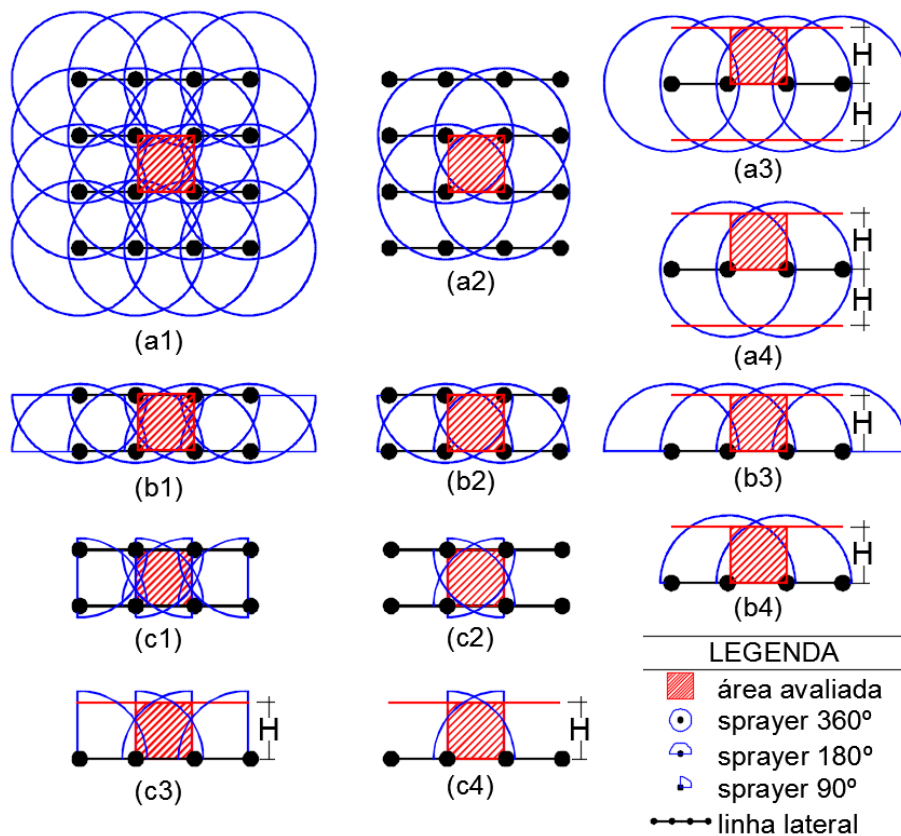 H
H
(a3)
(a1)
(a2)
H
H
(a4)
(b1)
(b2)
H
(b3)
H
(b4)
(c1)
(c2)
H
(c3)
(c4)
H
LEGENDA
área avaliada
sprayer 360º
sprayer 180º
sprayer 90º
linha lateral